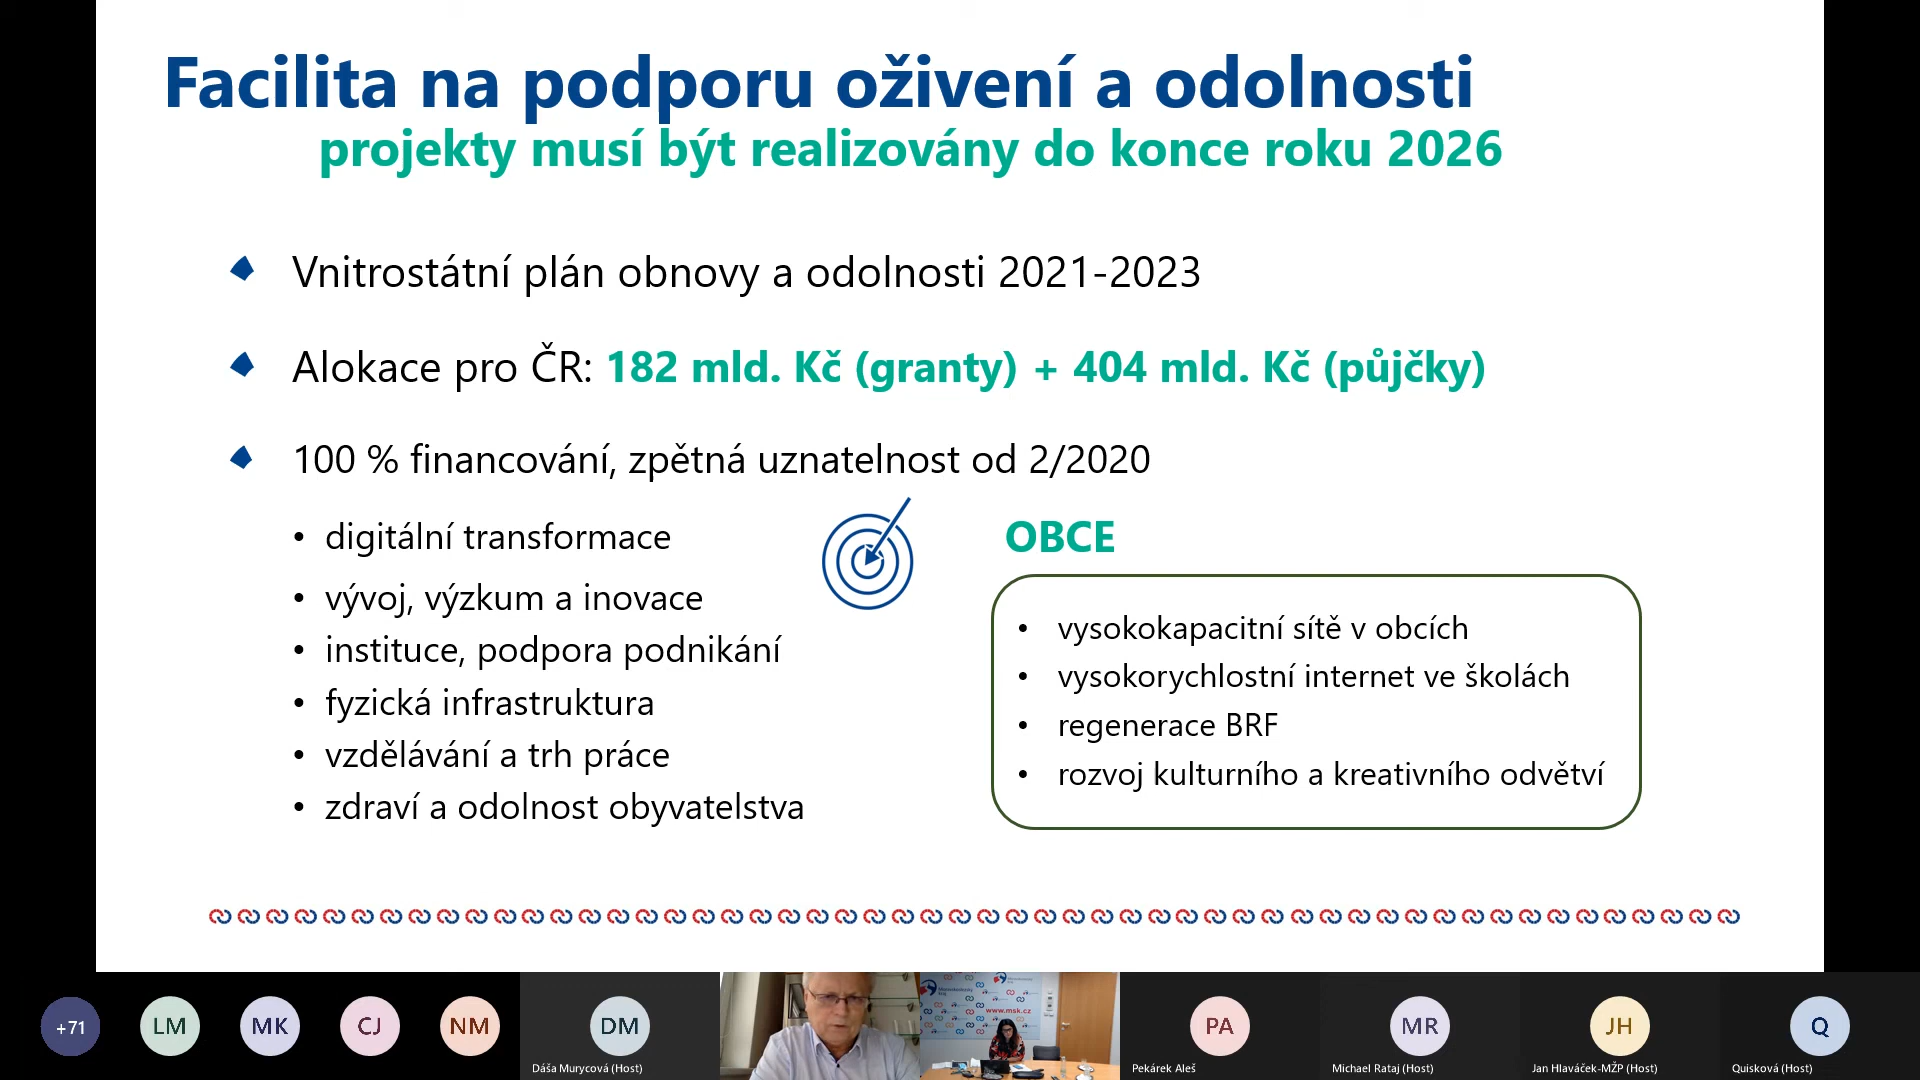 Facilita na podporu oživení a odolnosti
projekty musí být realizovány do konce roku 2026
Vnitrostátní plán obnovy a odolnosti 2021-2023
Alokace pro ČR: 182 mld. Kč (granty) + 404 mld. Kč (půjčky)
100 % financování, zpětná uznatelnost od 2/2020
• digitální transformace
• vývoj, výzkum a inovace
• instituce, podpora podnikání
• fyzická infrastruktura
• vzdělávání a trh práce
• zdraví a odolnost obyvatelstva
OBCE
• vysokokapacitní sítě v obcích
• vysokorychlostní internet ve školách
• regenerace BRF
• rozvoj kulturního a kreativního odvětví
+71
LM
MK
CJ
NM
DM
Dáša Murycová (Host)
www.msk.cz
PA
Pekárek Aleš
MR
Michael Rataj (Host)
JH
Jan Hlaváček-MŽP (Host)
Q
Quisková (Host)